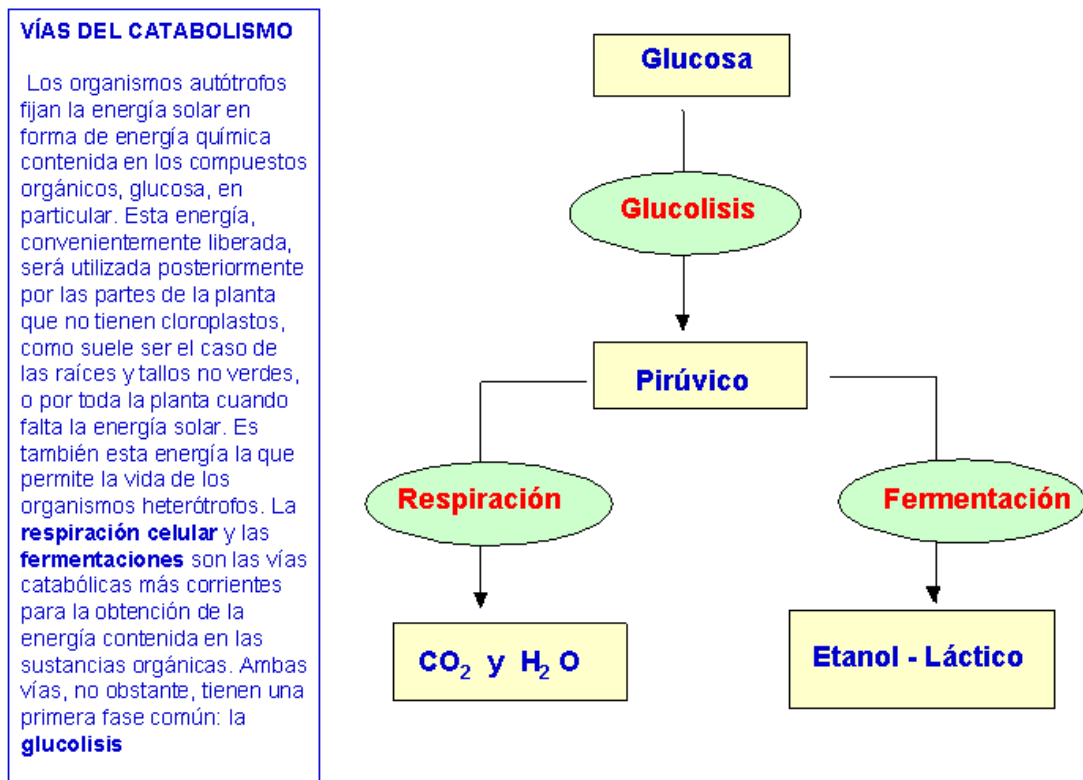 VÍAS DEL CATABOLISMO
Los organismos autótrofos
fijan la energía solar en
forma de energía química
contenida en los compuestos
orgánicos, glucosa, en
particular. Esta energía,
convenientemente liberada,
será utilizada posteriormente
por las partes de la planta
que no tienen cloroplastos,
como suele ser el caso de
las raíces y tallos no verdes,
o por toda la planta cuando
falta la energía solar. Es
también esta energía la que
permite la vida de los
organismos heterótrofos. La
respiración celular y las
fermentaciones son las vías
catabólicas más corrientes
para la obtención de la
energía contenida en las
sustancias orgánicas. Ambas
vías, no obstante, tienen una
primera fase común: la
glucolisis
Glucosa
Glucolisis
Pirúvico
Respiración
Fermentación
CO₂ y H₂ O
Etanol - Láctico